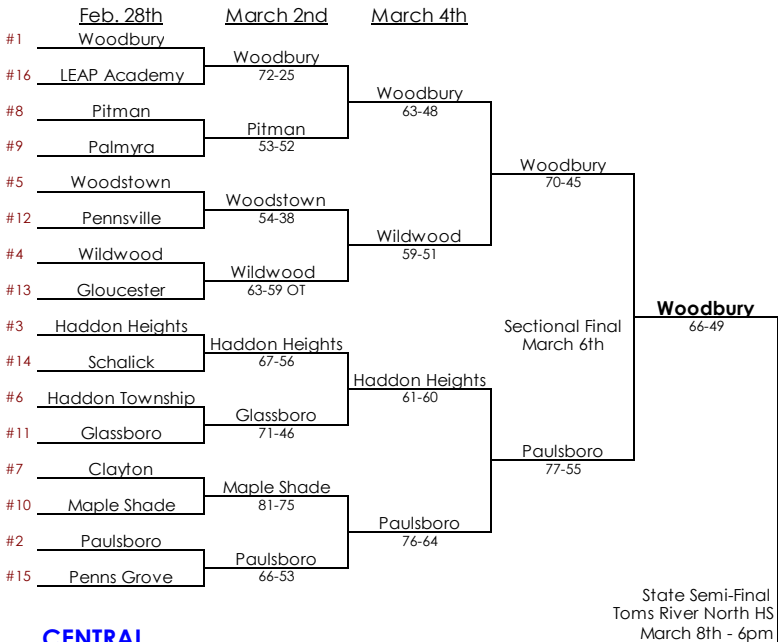 Feb. 28th March 2nd March 4th
#1 Woodbury
Woodbury
#16 LEAP Academy 72-25
Woodbury
#8 Pitman 63-48
Pitman
#9 Palmyra 53-52
Woodbury
#5 Woodstown 70-45
Woodstown
#12 Pennsville 54-38
Wildwood
#4 Wildwood 59-51
Wildwood
#13 Gloucester 63-59 OT
Woodbury
#3 Haddon Heights Sectional Final 66-49
Haddon Heights March 6th
#14 Schalick 67-56
Haddon Heights
#6 Haddon Township 61-60
Glassboro
#11 Glassboro 71-46
Paulsboro
#7 Clayton 77-55
Maple Shade
#10 Maple Shade 81-75
Paulsboro
#2 Paulsboro 76-64
Paulsboro
#15 Penns Grove 66-53
State Semi-Final
Toms River North HS
CENTRAL March 8th - 6pm